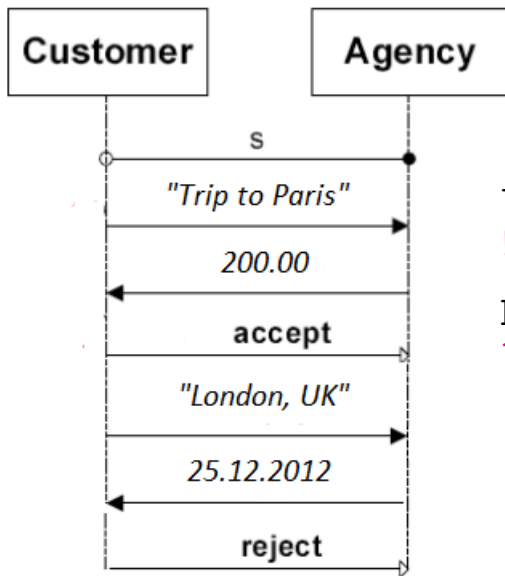 Customer Agency
s
"Trip to Paris"
200.00
accept
"London, UK"
25.12.2012
reject